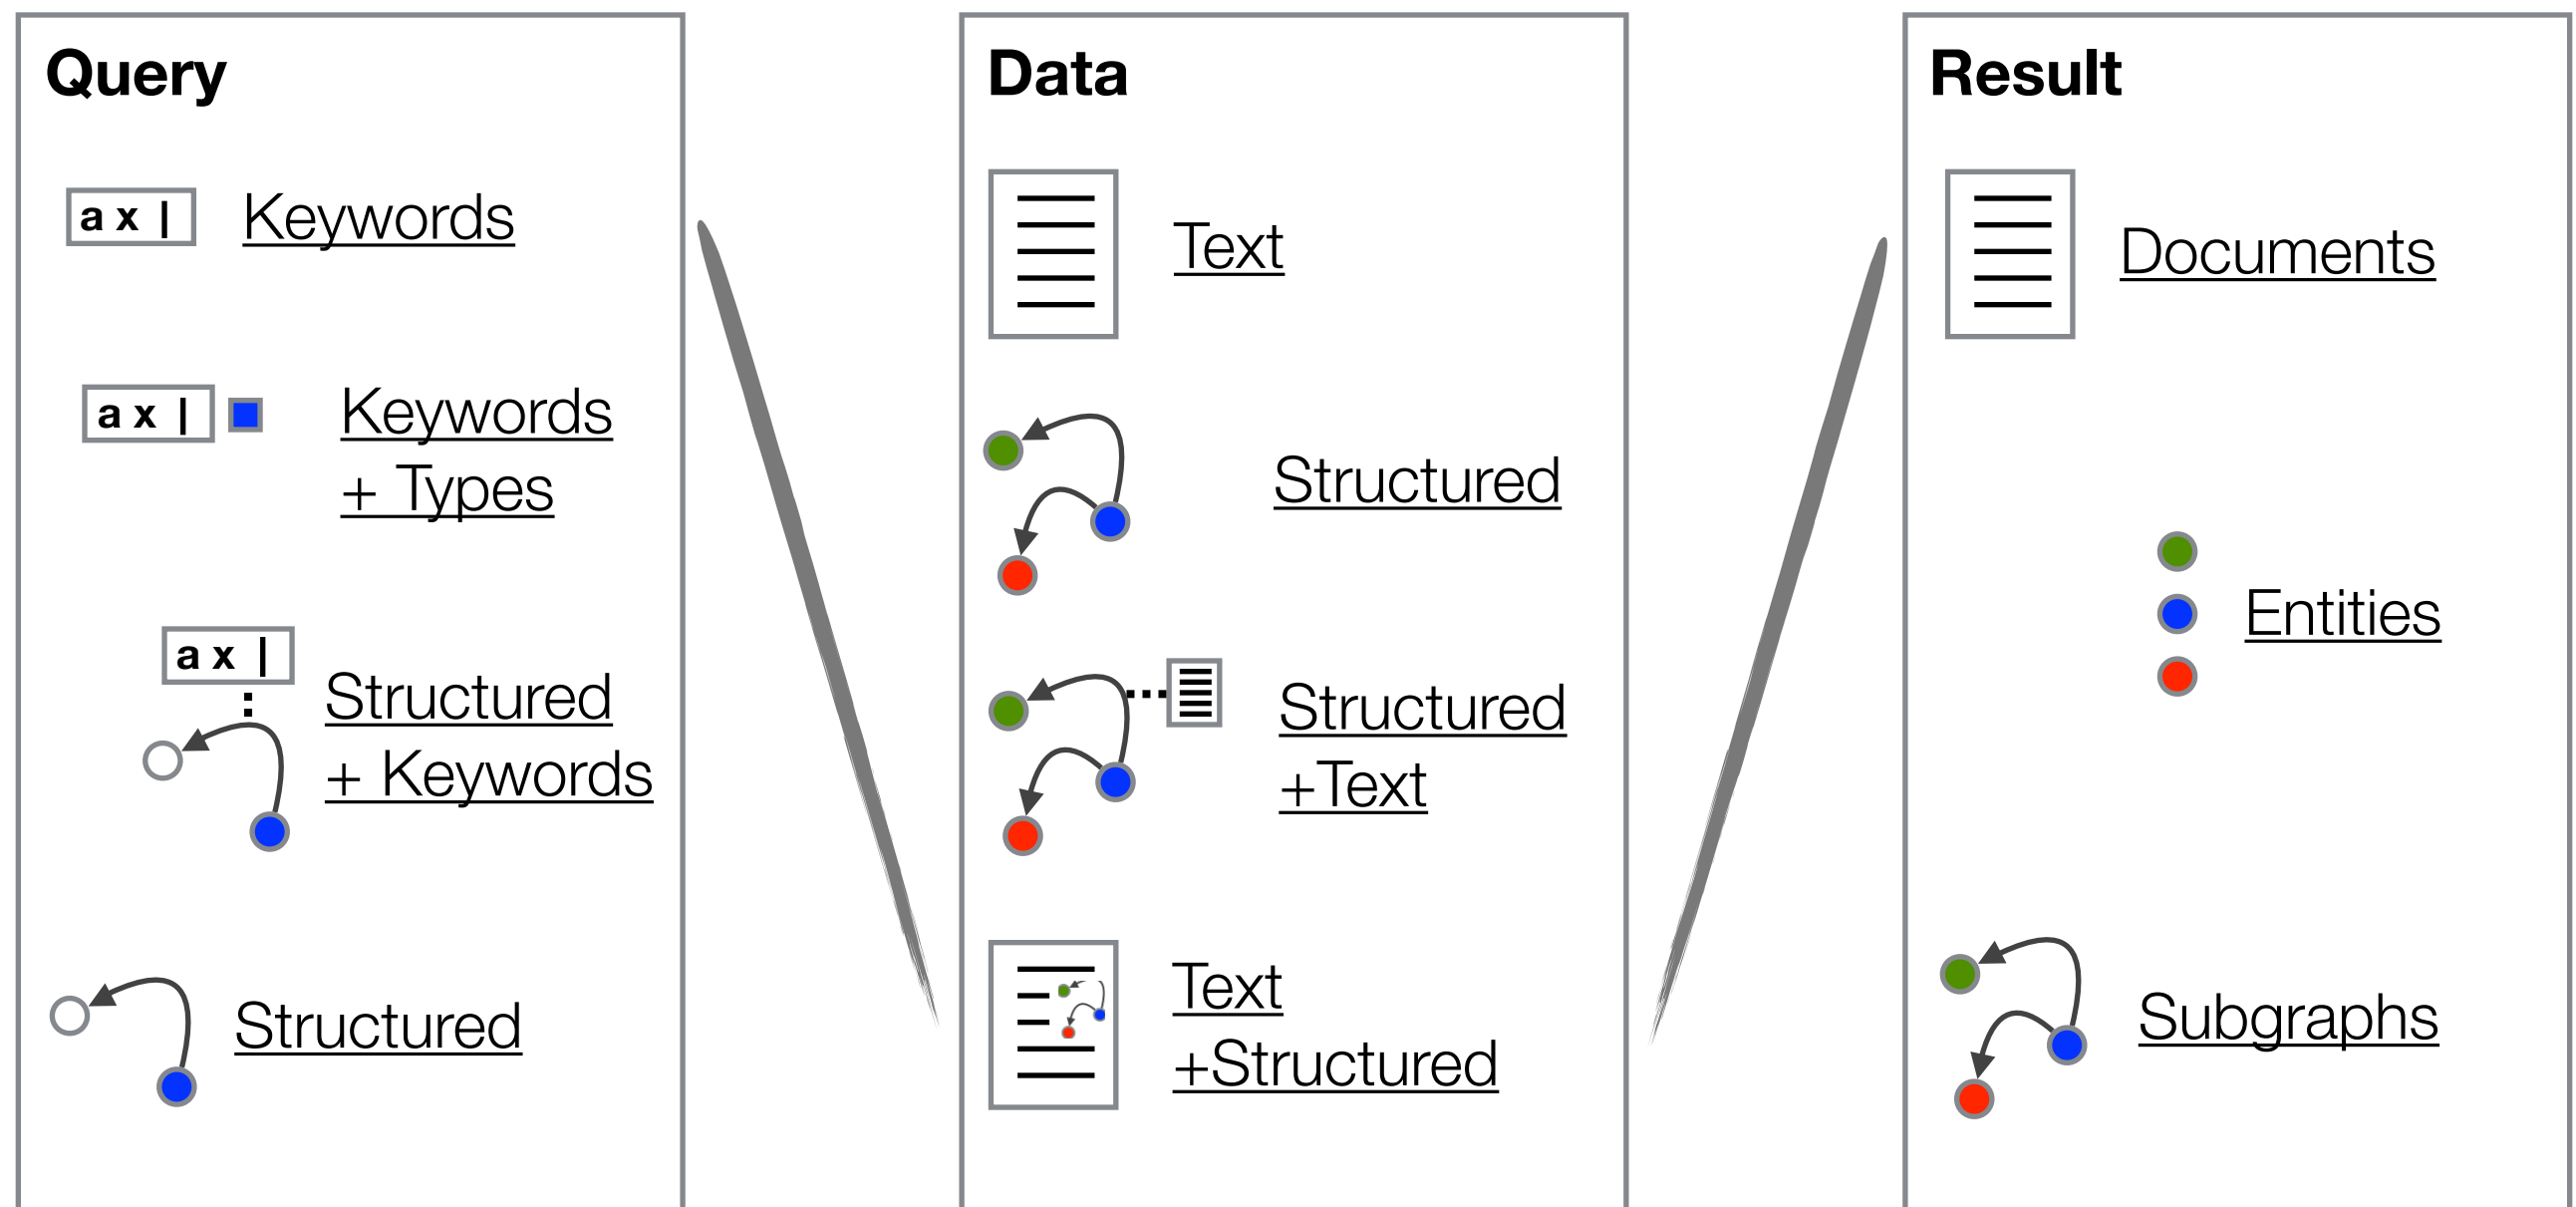 Query
a x |
Keywords
a x |
Keywords
+ Types
a x |
Structured
+ Keywords
Structured
Data
Text
Structured
Structured
+Text
Text
+Structured
Result
Documents
Entities
Subgraphs